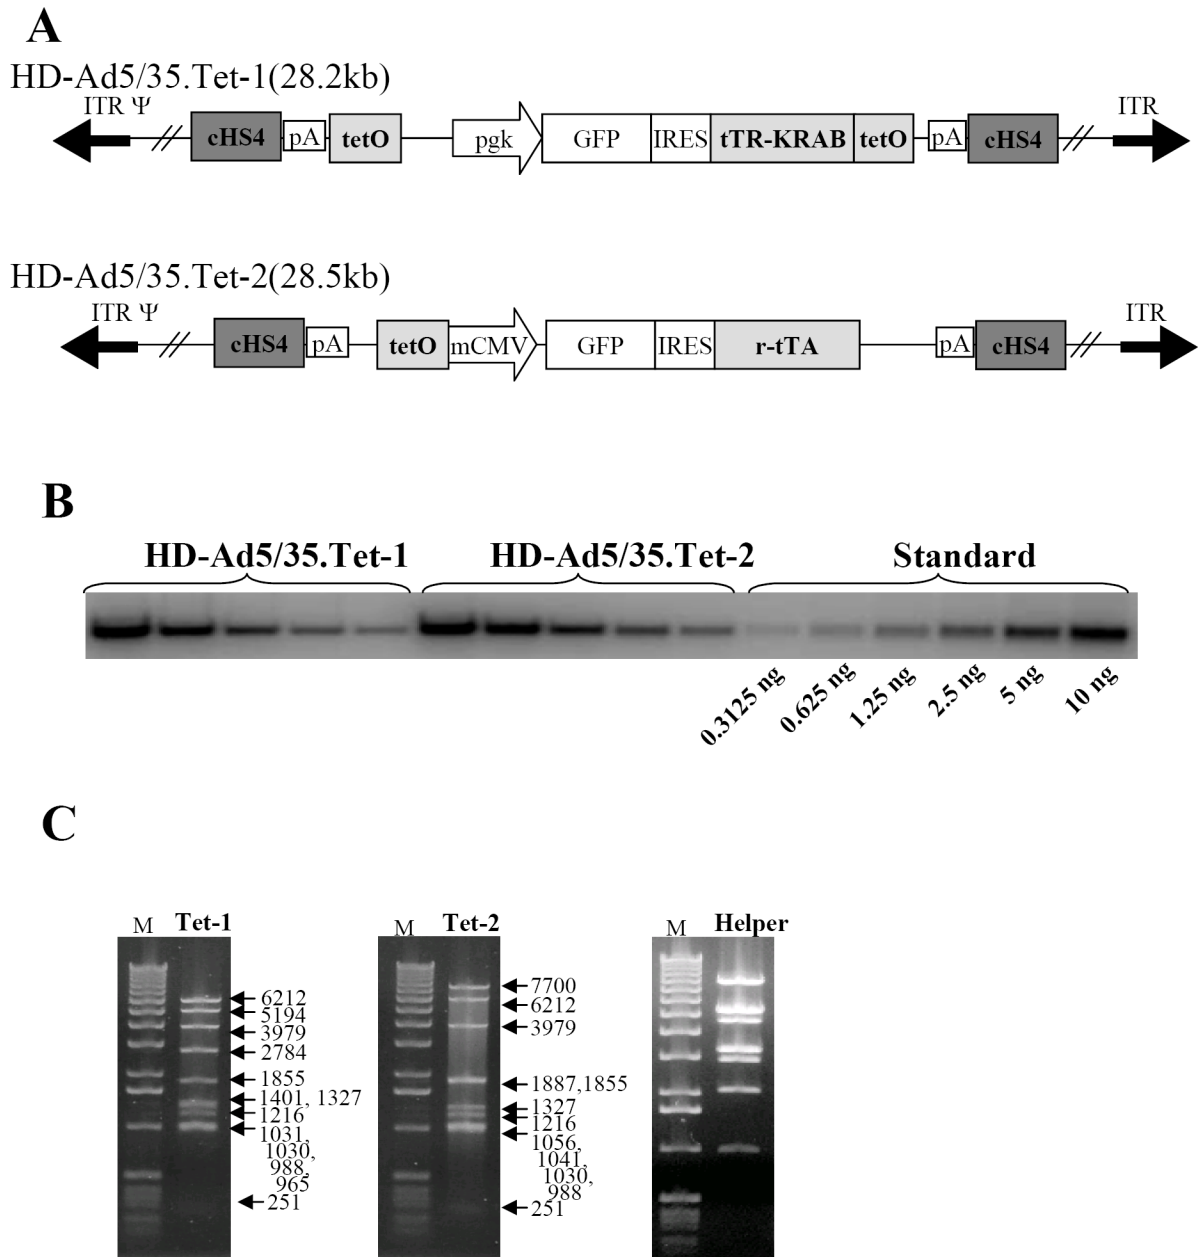 A
HD-Ad5/35.Tet-1(28.2kb)
ITR Ψ
ITR
cHS4 pA tetO pgk GFP IRES tTR-KRAB tetO pA cHS4
HD-Ad5/35.Tet-2(28.5kb)
ITR Ψ
ITR
cHS4 pA tetO mCMV GFP IRES r-tTA pA cHS4
B
HD-Ad5/35.Tet-1 HD-Ad5/35.Tet-2 Standard
0.3125 ng 0.625 ng 1.25 ng 2.5 ng 5 ng 10 ng
C
M Tet-1
6212
5194
3979
2784
1855
1401, 1327
1216
1031,
1030,
988,
965
251
M Tet-2
7700
6212
3979
1887,1855
1327
1216
1056,
1041,
1030,
988
251
M Helper